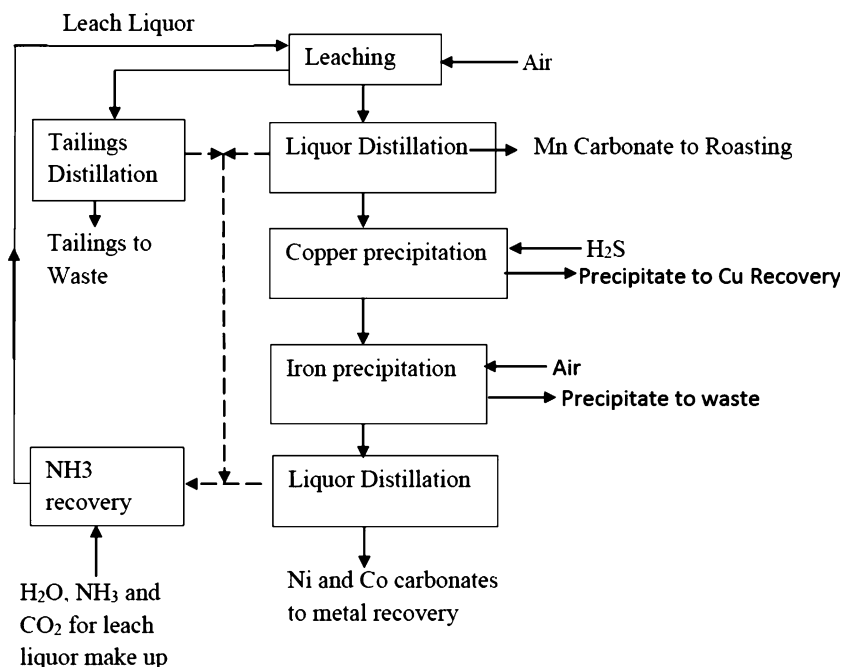 Leach Liquor
Leaching
Air
Tailings
Distillation
Liquor Distillation
Mn Carbonate to Roasting
Tailings to
Waste
Copper precipitation
H₂S
Precipitate to Cu Recovery
Iron precipitation
Air
Precipitate to waste
NH3
recovery
Liquor Distillation
H₂O, NH₃ and
CO₂ for leach
liquor make up
Ni and Co carbonates
to metal recovery